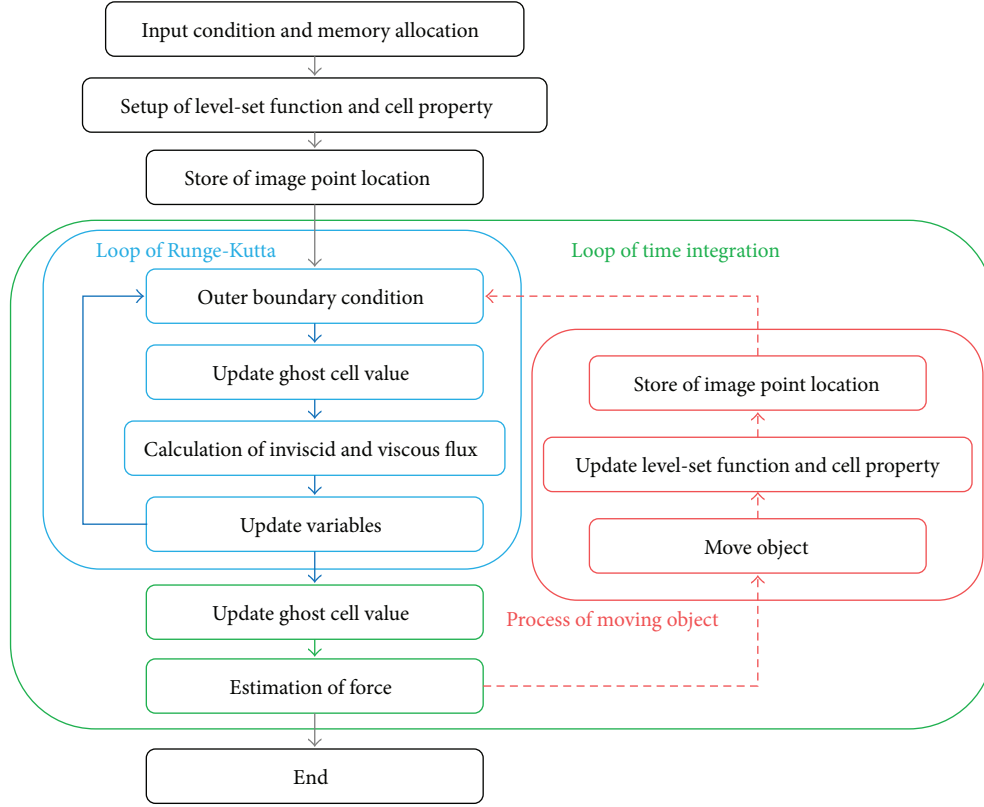 Input condition and memory allocation
Setup of level-set function and cell property
Store of image point location
Loop of Runge-Kutta
Loop of time integration
Outer boundary condition
Update ghost cell value
Calculation of inviscid and viscous flux
Update variables
Store of image point location
Update level-set function and cell property
Move object
Process of moving object
Update ghost cell value
Estimation of force
End